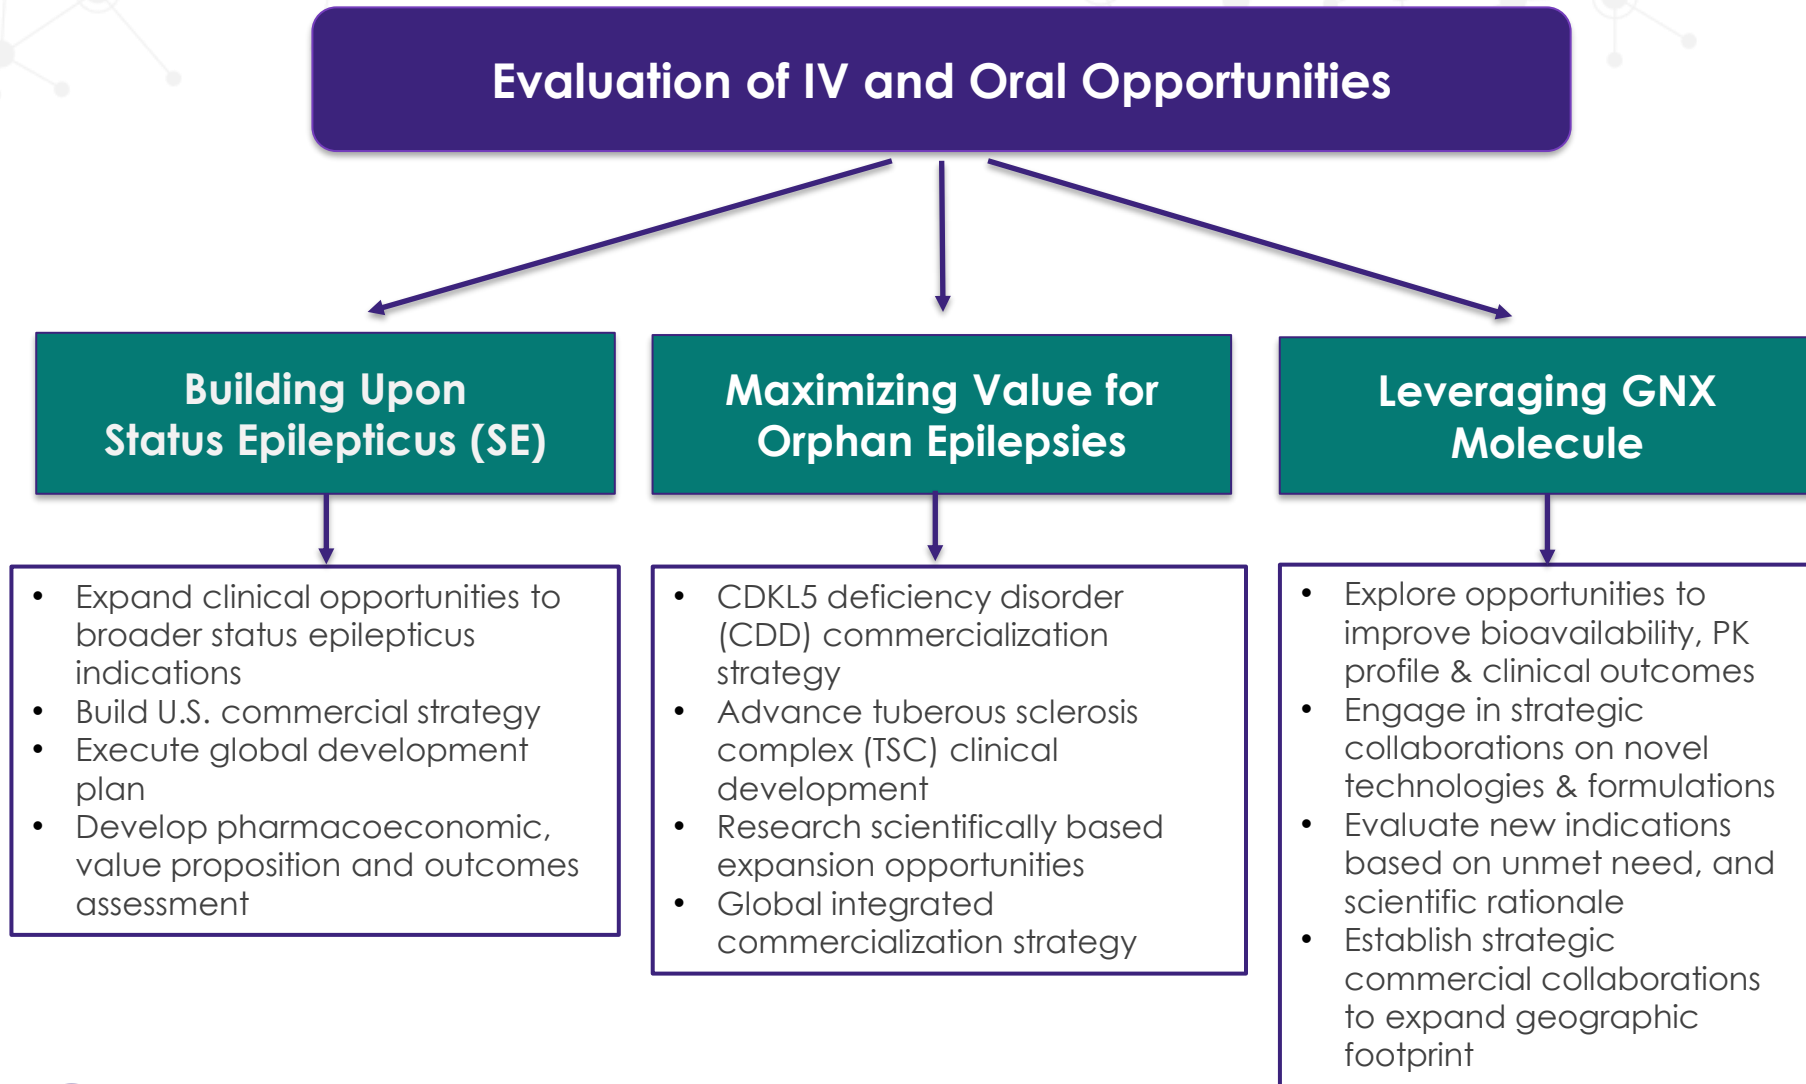 Evaluation of IV and Oral Opportunities
Building Upon
Status Epilepticus (SE)
• Expand clinical opportunities to
broader status epilepticus
indications
• Build U.S. commercial strategy
• Execute global development
plan
• Develop pharmacoeconomic,
value proposition and outcomes
assessment
Maximizing Value for
Orphan Epilepsies
• CDKL5 deficiency disorder
(CDD) commercialization
strategy
• Advance tuberous sclerosis
complex (TSC) clinical
development
• Research scientifically based
expansion opportunities
• Global integrated
commercialization strategy
Leveraging GNX
Molecule
• Explore opportunities to
improve bioavailability, PK
profile & clinical outcomes
• Engage in strategic
collaborations on novel
technologies & formulations
• Evaluate new indications
based on unmet need, and
scientific rationale
• Establish strategic
commercial collaborations
to expand geographic
footprint